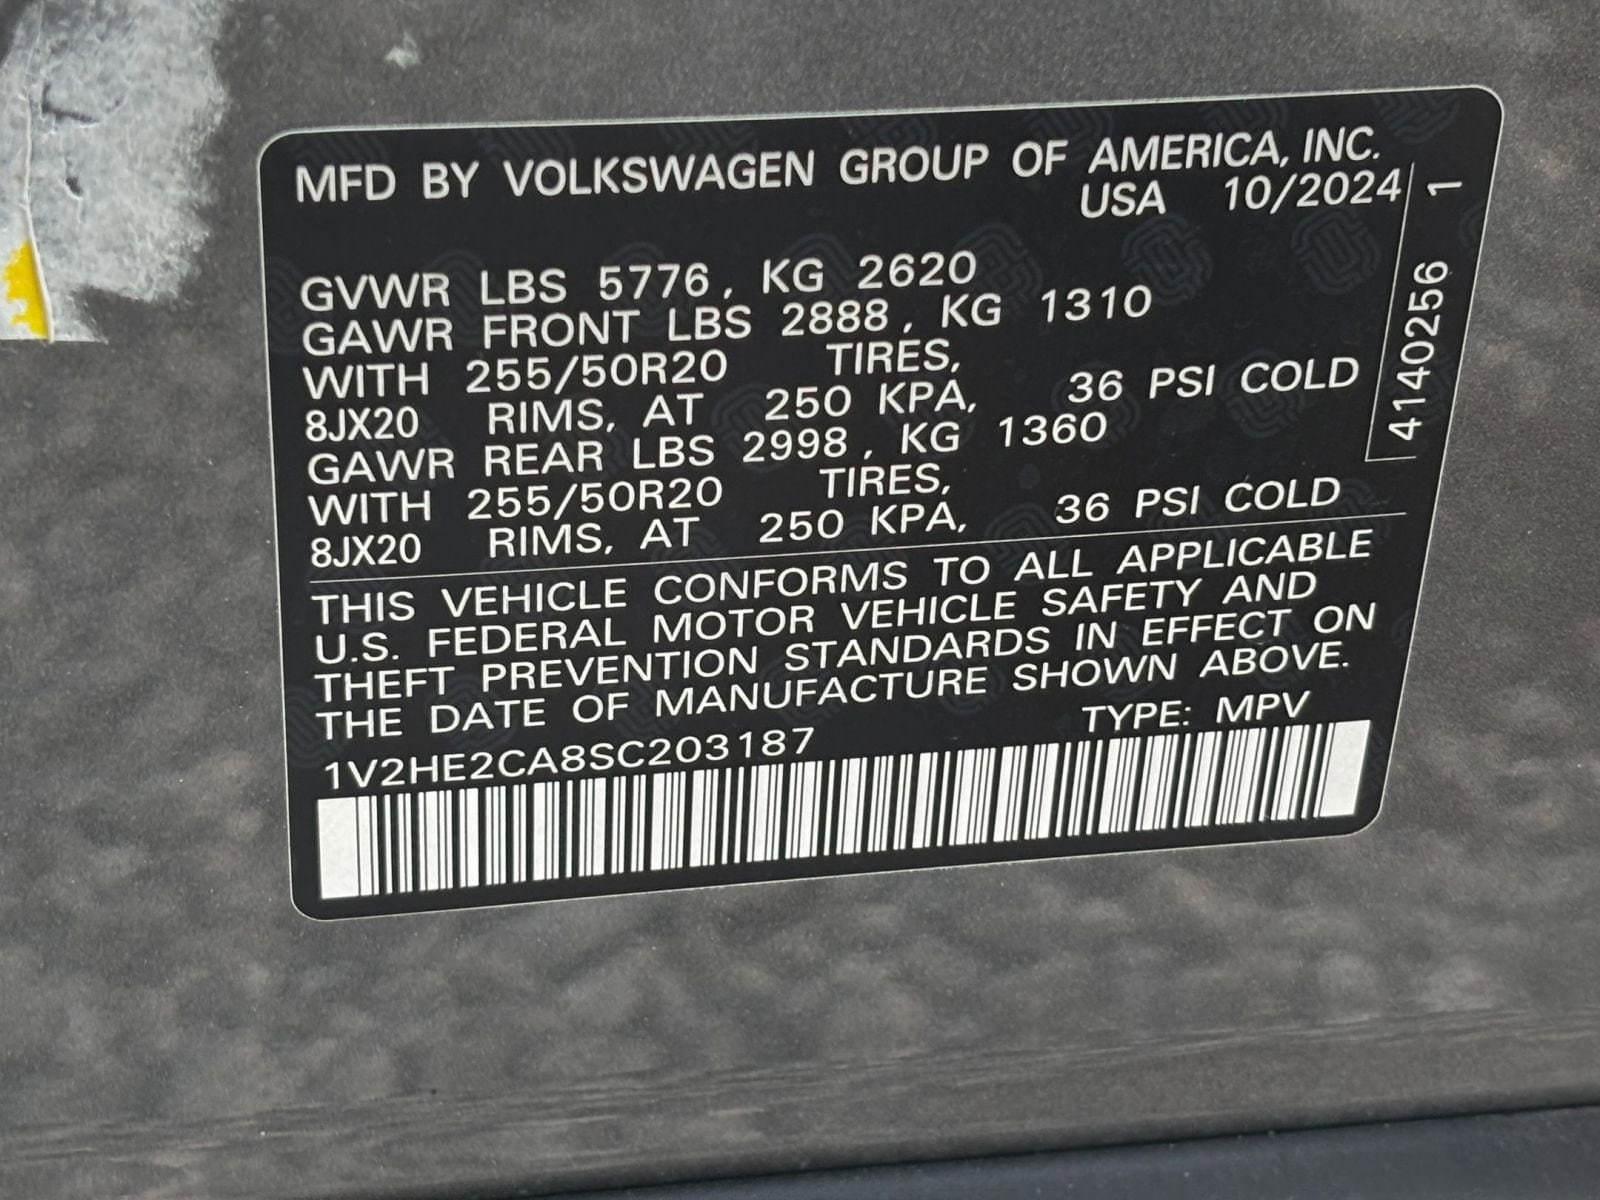 MFD BY VOLKSWAGEN GROUP OF AMERICA, INC.
USA 10/2024
GVWR LBS 5776, KG 2620
GAWR FRONT LBS 2888, KG 1310
WITH 255/50R20 TIRES,
8JX20 RIMS, AT 250 KPA, 36 PSI COLD
GAWR REAR LBS 2998, KG 1360
WITH 255/50R20 TIRES,
8JX20 RIMS, AT 250 KPA, 36 PSI COLD
THIS VEHICLE CONFORMS TO ALL APPLICABLE
U.S. FEDERAL MOTOR VEHICLE SAFETY AND
THEFT PREVENTION STANDARDS IN EFFECT ON
THE DATE OF MANUFACTURE SHOWN ABOVE.
1V2HE2CA8SC203187 TYPE: MPV
4140256 1